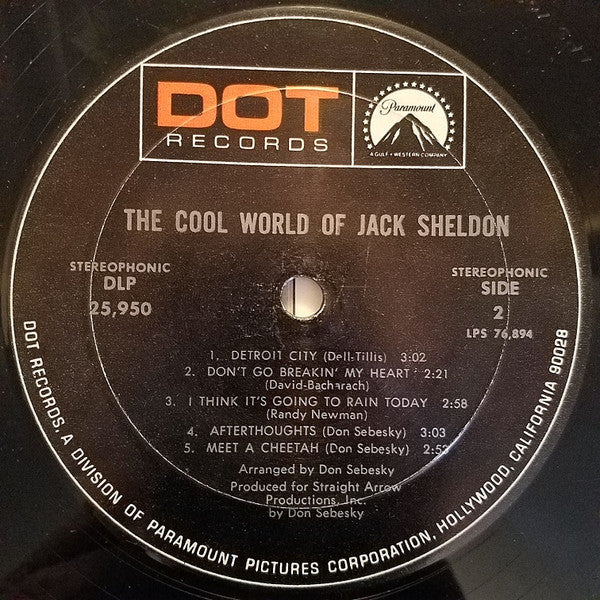 DOT
RECORDS
Paramount
A GULF + WESTERN COMPANY
THE COOL WORLD OF JACK SHELDON
STEREOPHONIC
DLP
25,950
STEREOPHONIC
SIDE
2
LPS 76,894
1. DETROIT CITY (Dell-Tillis) 3:02
2. DON'T GO BREAKIN' MY HEART 2:21
(David-Bacharach)
3. I THINK IT'S GOING TO RAIN TODAY 2:58
(Randy Newman)
4. AFTERTHOUGHTS (Don Sebesky) 3:03
5. MEET A CHEETAH (Don Sebesky) 2:53
Arranged by Don Sebesky
Produced for Straight Arrow
Productions, Inc.
by Don Sebesky
DOT RECORDS, A DIVISION OF PARAMOUNT PICTURES CORPORATION, HOLLYWOOD, CALIFORNIA 90028